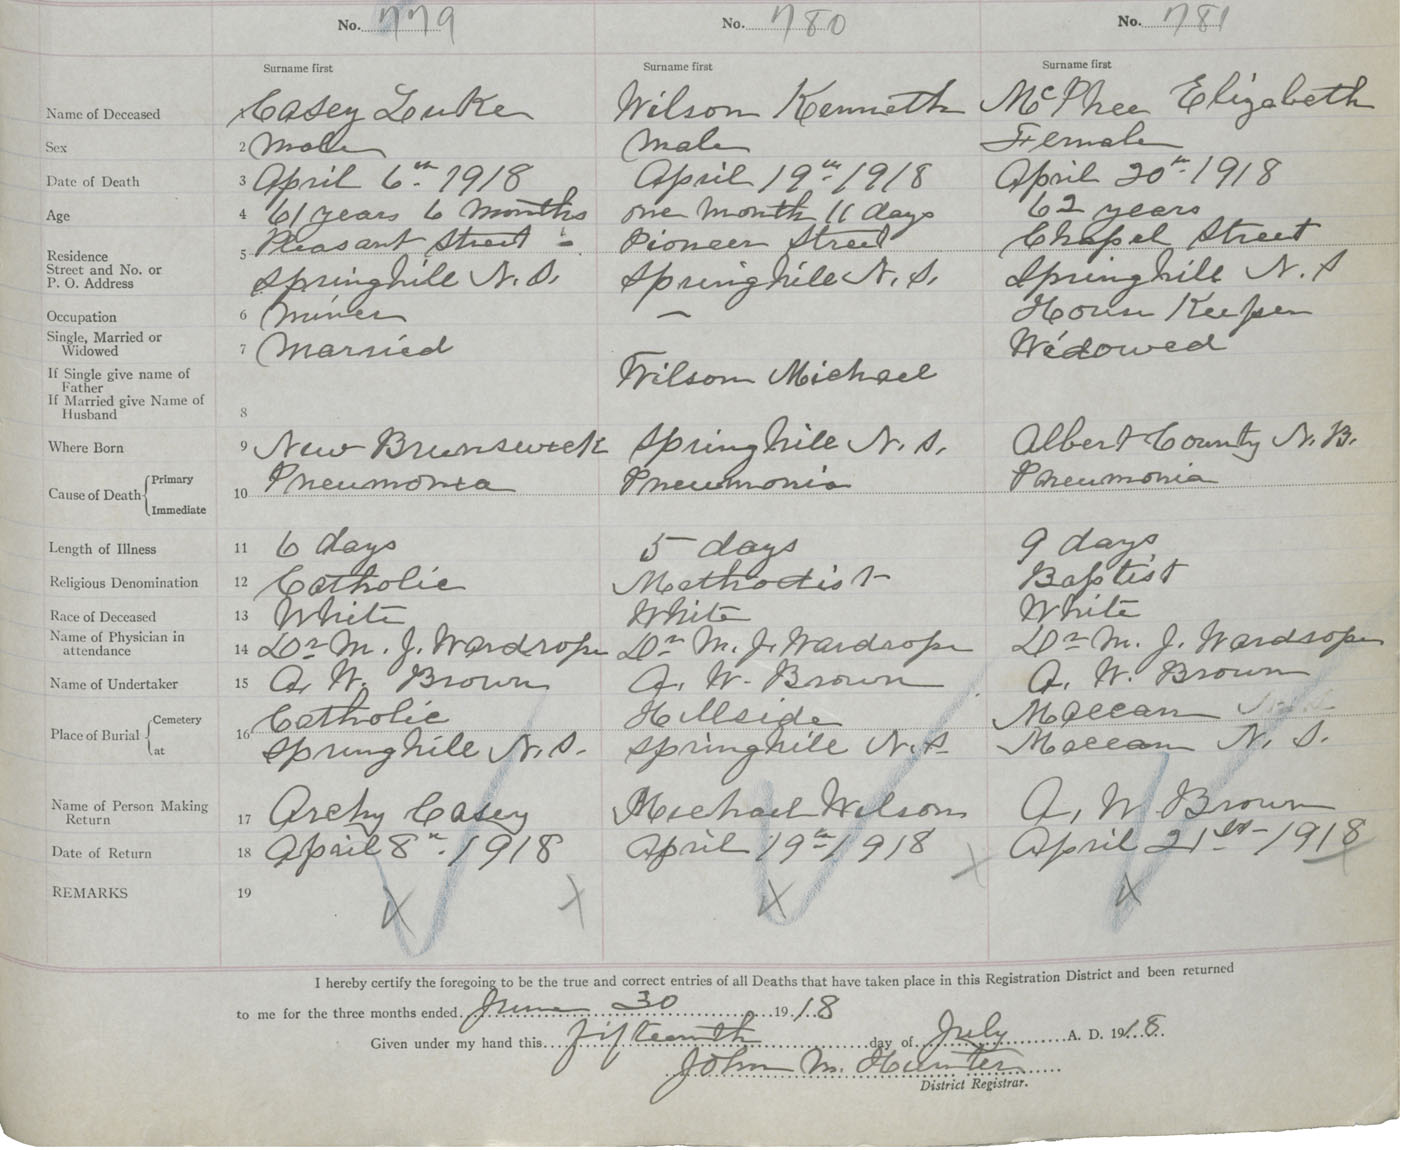 No. 779 No. 780 No. 781
Surname first Surname first Surname first
Name of Deceased 1 Casey Luke Wilson Kenneth McPhee Elizabeth
Sex 2 Male Male Female
Date of Death 3 April 6th 1918 April 19th 1918 April 20th 1918
Age 4 61 years 6 months one month 11 days 62 years
Residence 5 Pleasant Street Pioneer Street Chapel Street
Street and No. or
P. O. Address Springhill N. S. Springhill N. S. Springhill N. S
Occupation 6 Miner — House Keeper
Single, Married or
Widowed 7 Married Widowed
If Single give name of
Father Wilson Michael
If Married give Name of
Husband 8
Where Born 9 New Brunswick Springhill N. S. Albert County N. B.
Cause of Death Primary 10 Pneumonia Pneumonia Pneumonia
Immediate
Length of Illness 11 6 days 5 days 9 days
Religious Denomination 12 Catholic Methodist Baptist
Race of Deceased 13 White White White
Name of Physician in
attendance 14 Dr M. J. Wardrope Dr M. J. Wardrope Dr M. J. Wardrope
Name of Undertaker 15 A. W. Brown A. W. Brown A. W. Brown
Place of Burial Cemetery 16 Catholic Hillside Maccan
at Springhill N. S. Springhill N. S. Maccan N. S.
Name of Person Making
Return 17 Archy Casey Michael Wilson A. W Brown
Date of Return 18 April 8th 1918 April 19th 1918 April 21st 1918
REMARKS 19
I hereby certify the foregoing to be the true and correct entries of all Deaths that have taken place in this Registration District and been returned
to me for the three months ended June 30 1918
Given under my hand this fifteenth day of July A. D. 1918.
John M. Hunter
District Registrar.